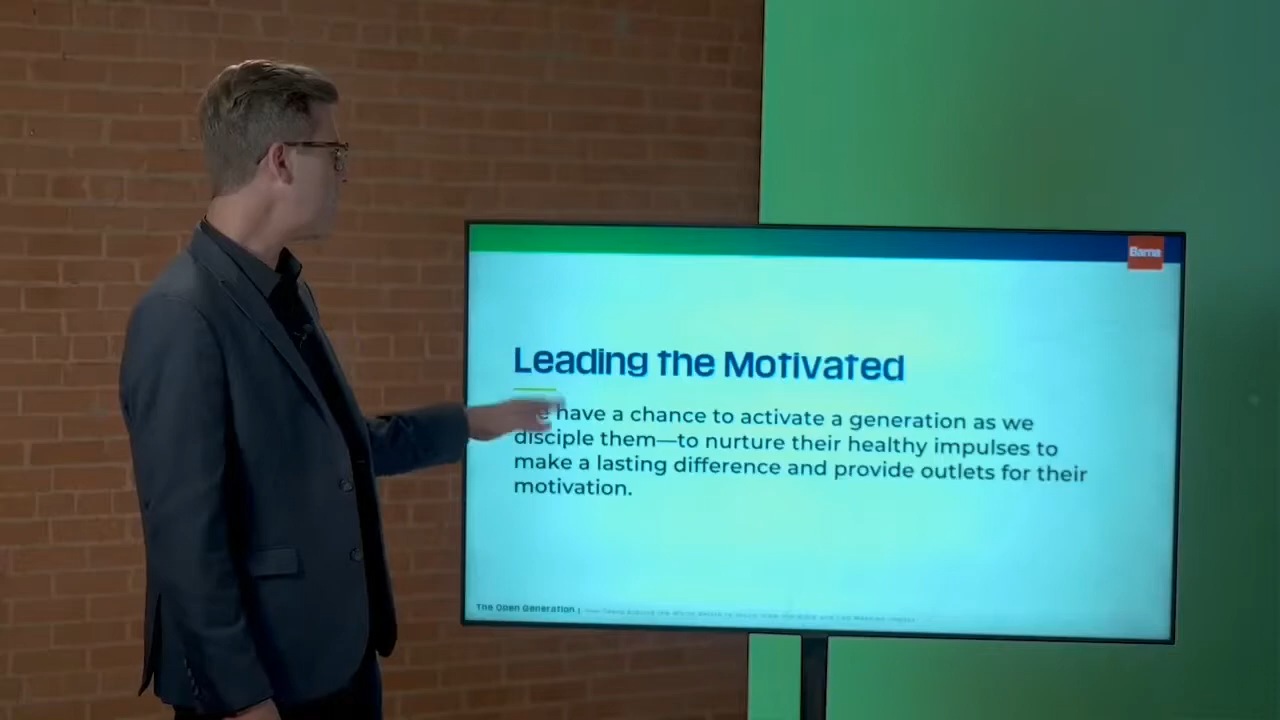 Barna
Leading the Motivated
have a chance to activate a generation as we
disciple them—to nurture their healthy impulses to
make a lasting difference and provide outlets for their
motivation.
The Open Generation |